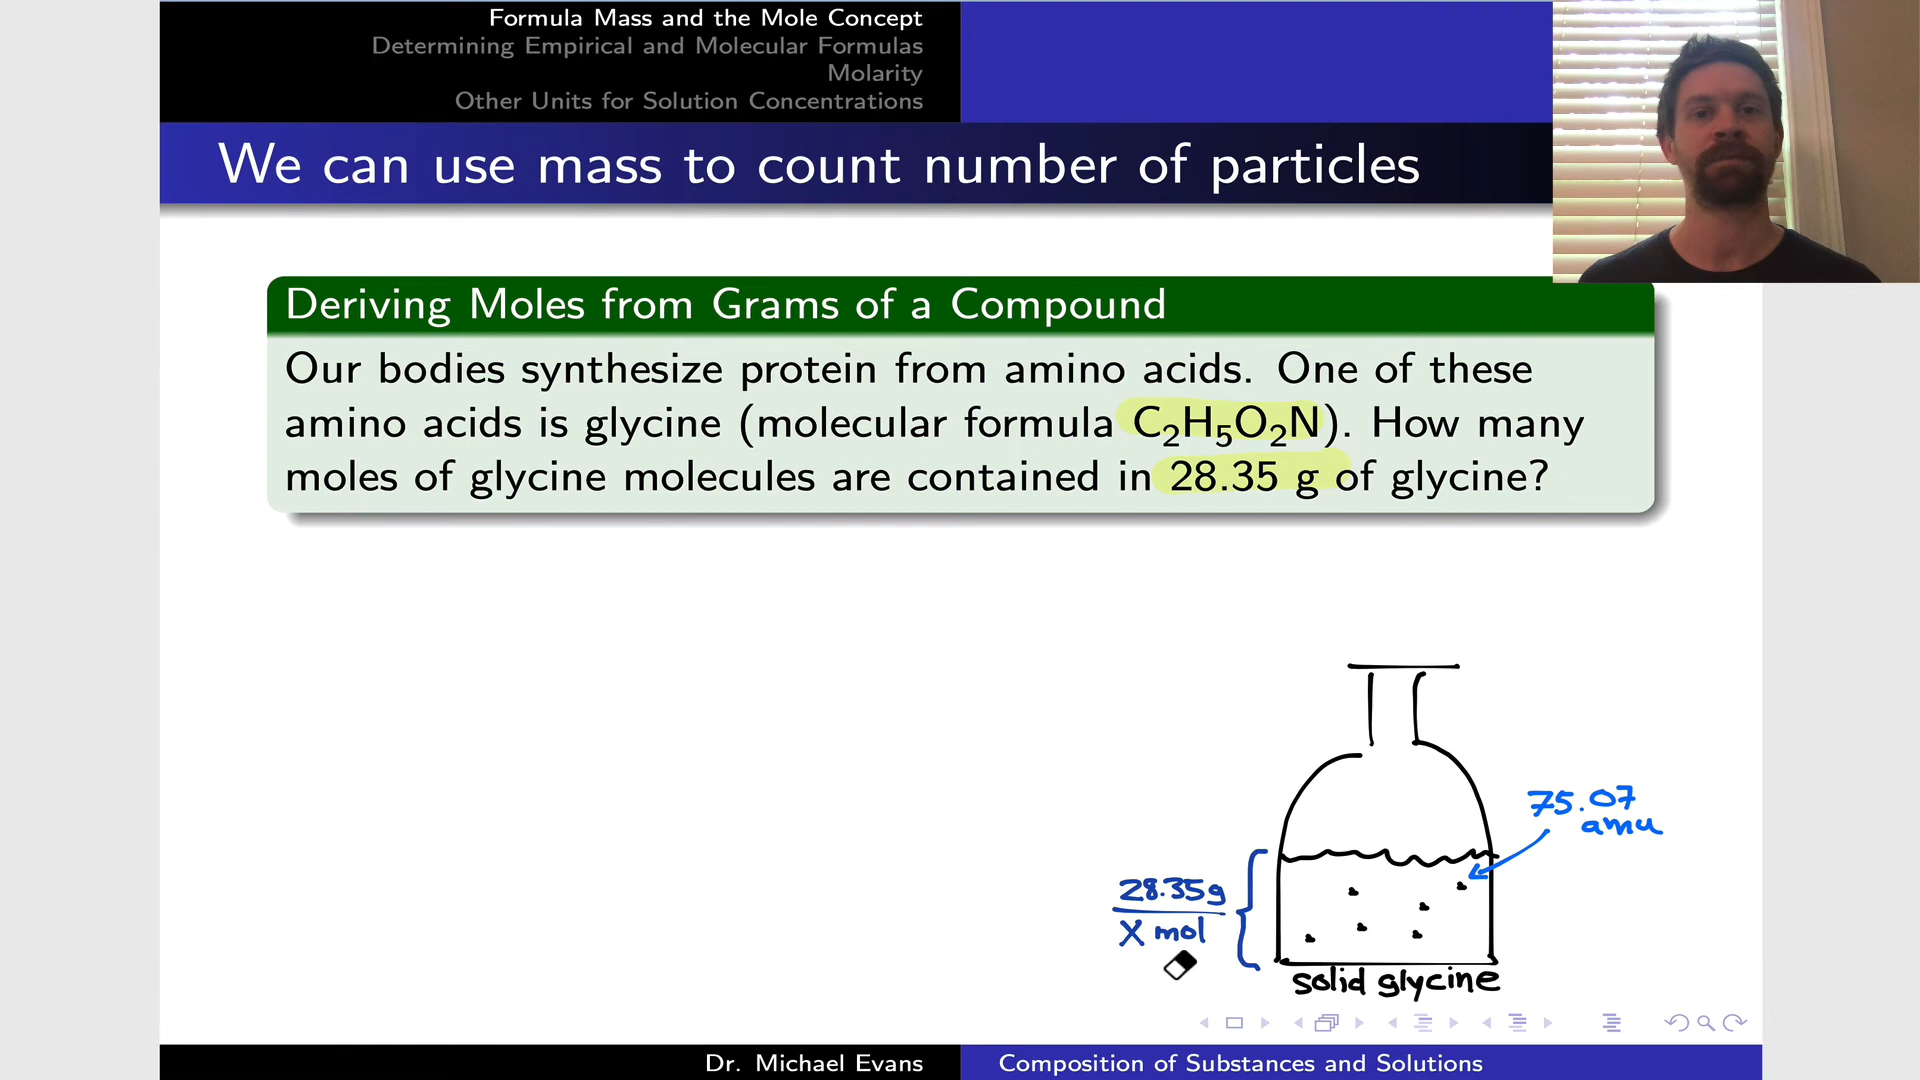 Formula Mass and the Mole Concept
Determining Empirical and Molecular Formulas
Molarity
Other Units for Solution Concentrations
We can use mass to count number of particles
Deriving Moles from Grams of a Compound
Our bodies synthesize protein from amino acids. One of these
amino acids is glycine (molecular formula C₂H₅O₂N). How many
moles of glycine molecules are contained in 28.35 g of glycine?
75.07
amu
28.35g
X mol
solid glycine
Dr. Michael Evans
Composition of Substances and Solutions